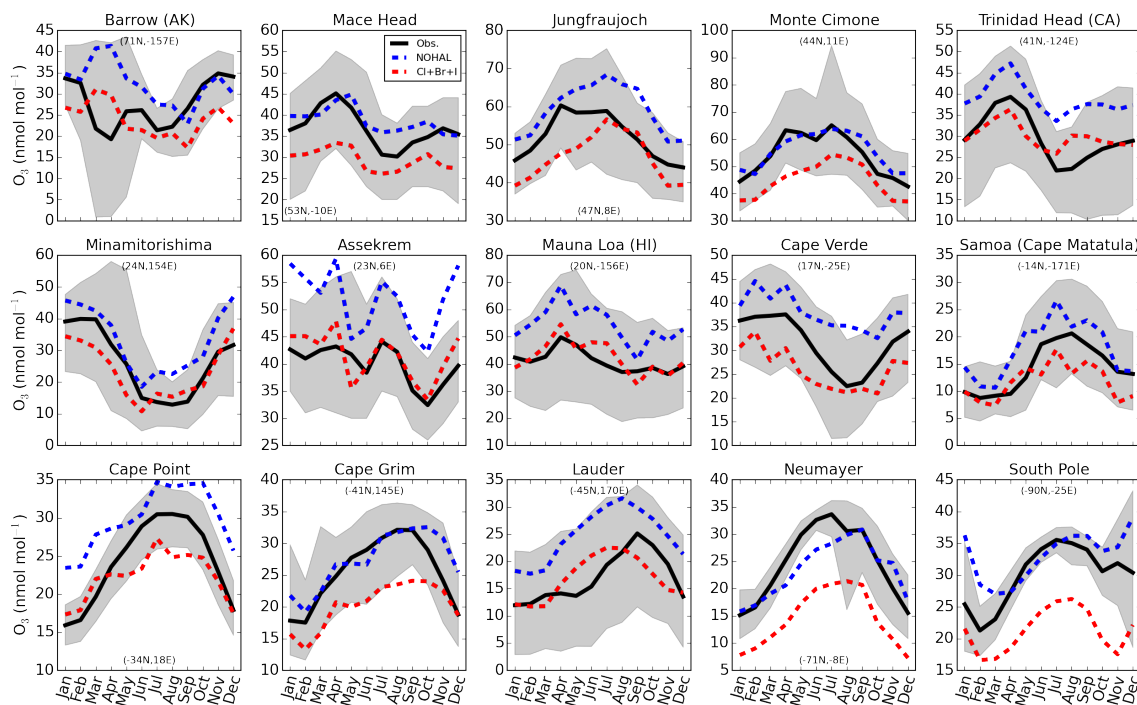 Barrow (AK)
Mace Head
Jungfraujoch
Monte Cimone
Trinidad Head (CA)
O₃ (nmol mol⁻¹)
45
40
35
30
25
20
15
10
5
0
(71N,-157E)
60
55
50
45
40
35
30
25
20
15
Obs.
NOHAL
Cl+Br+I
(53N,-10E)
80
70
60
50
40
30
(47N,8E)
100
90
80
70
60
50
40
30
(44N,11E)
50
45
40
35
30
25
20
15
10
(41N,-124E)
Minamitorishima
Assekrem
Mauna Loa (HI)
Cape Verde
Samoa (Cape Matatula)
O₃ (nmol mol⁻¹)
60
50
40
30
20
10
0
(24N,154E)
60
55
50
45
40
35
30
25
(23N,6E)
80
70
60
50
40
30
20
10
(20N,-156E)
50
45
40
35
30
25
20
15
10
(17N,-25E)
35
30
25
20
15
10
5
0
(-14N,-171E)
Cape Point
Cape Grim
Lauder
Neumayer
South Pole
O₃ (nmol mol⁻¹)
35
30
25
20
15
10
(-34N,18E)
40
35
30
25
20
15
10
(-41N,145E)
35
30
25
20
15
10
5
0
(-45N,170E)
40
35
30
25
20
15
10
5
(-71N,-8E)
45
40
35
30
25
20
15
(-90N,-25E)
Jan Feb Mar Apr May Jun Jul Aug Sep Oct Nov Dec
Jan Feb Mar Apr May Jun Jul Aug Sep Oct Nov Dec
Jan Feb Mar Apr May Jun Jul Aug Sep Oct Nov Dec
Jan Feb Mar Apr May Jun Jul Aug Sep Oct Nov Dec
Jan Feb Mar Apr May Jun Jul Aug Sep Oct Nov Dec